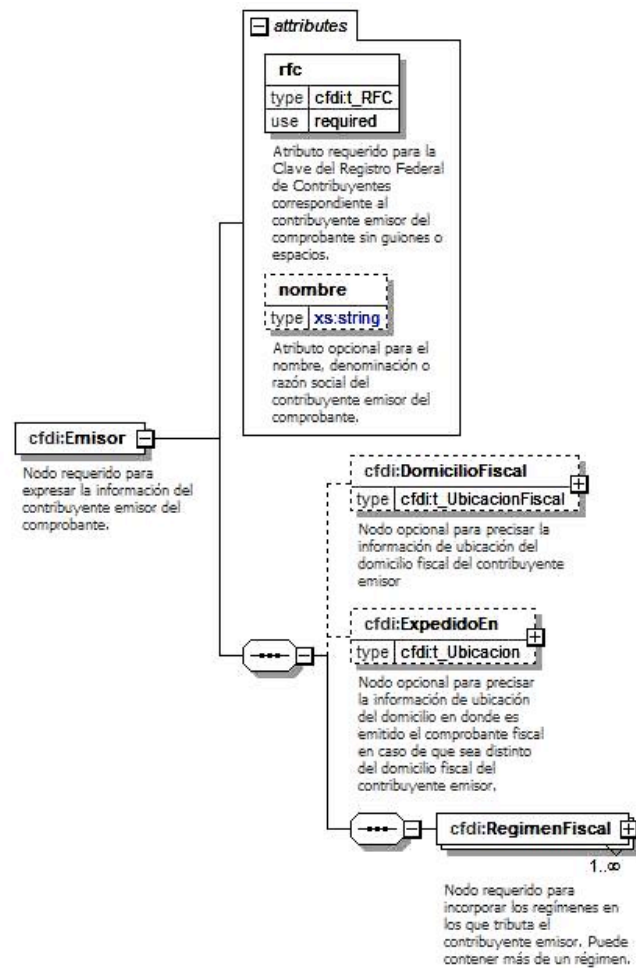 attributes
rfc
type cfdi:t_RFC
use required
Atributo requerido para la
Clave del Registro Federal
de Contribuyentes
correspondiente al
contribuyente emisor del
comprobante sin guiones o
espacios.
nombre
type xs:string
Atributo opcional para el
nombre, denominación o
razón social del
contribuyente emisor del
comprobante.
cfdi:Emisor
Nodo requerido para
expresar la información del
contribuyente emisor del
comprobante.
cfdi:DomicilioFiscal
type cfdi:t_UbicacionFiscal
Nodo opcional para precisar la
información de ubicación del
domicilio fiscal del contribuyente
emisor
cfdi:ExpedidoEn
type cfdi:t_Ubicacion
Nodo opcional para precisar
la información de ubicación
del domicilio en donde es
emitido el comprobante fiscal
en caso de que sea distinto
del domicilio fiscal del
contribuyente emisor.
cfdi:RegimenFiscal
1..∞
Nodo requerido para
incorporar los regímenes en
los que tributa el
contribuyente emisor. Puede
contener más de un régimen.